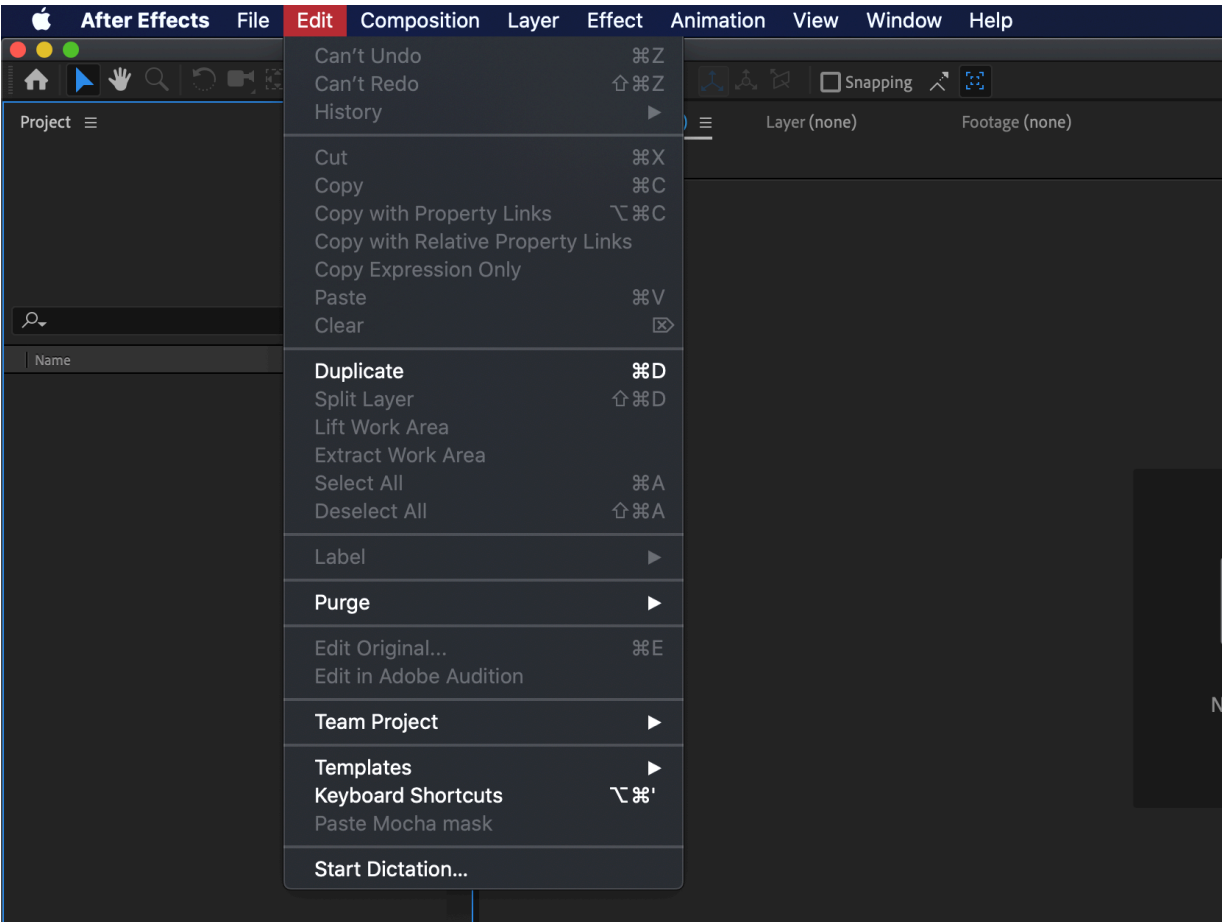 After Effects File Edit Composition Layer Effect Animation View Window Help
Snapping
Project
Layer (none) Footage (none)
Name
Can't Undo ⌘Z
Can't Redo ⇧⌘Z
History ▶
Cut ⌘X
Copy ⌘C
Copy with Property Links ⌥⌘C
Copy with Relative Property Links
Copy Expression Only
Paste ⌘V
Clear ⌦
Duplicate ⌘D
Split Layer ⇧⌘D
Lift Work Area
Extract Work Area
Select All ⌘A
Deselect All ⇧⌘A
Label ▶
Purge ▶
Edit Original... ⌘E
Edit in Adobe Audition
Team Project ▶
Templates ▶
Keyboard Shortcuts ⌥⌘'
Paste Mocha mask
Start Dictation...
N